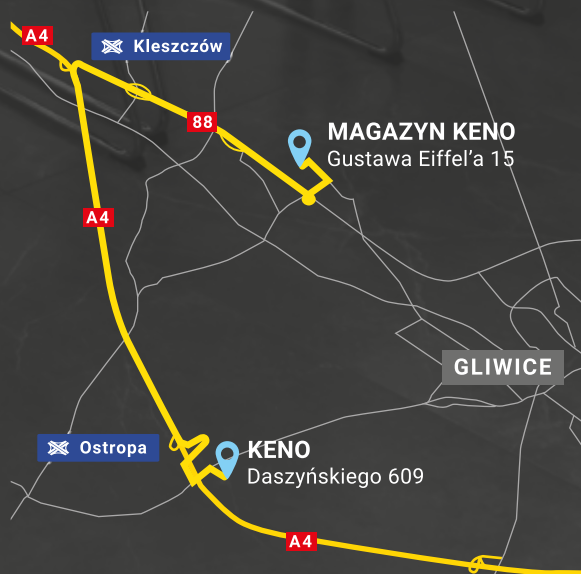 A4
Kleszczów
88
MAGAZYN KENO
Gustawa Eiffel’a 15
A4
GLIWICE
Ostropa
KENO
Daszyńskiego 609
A4